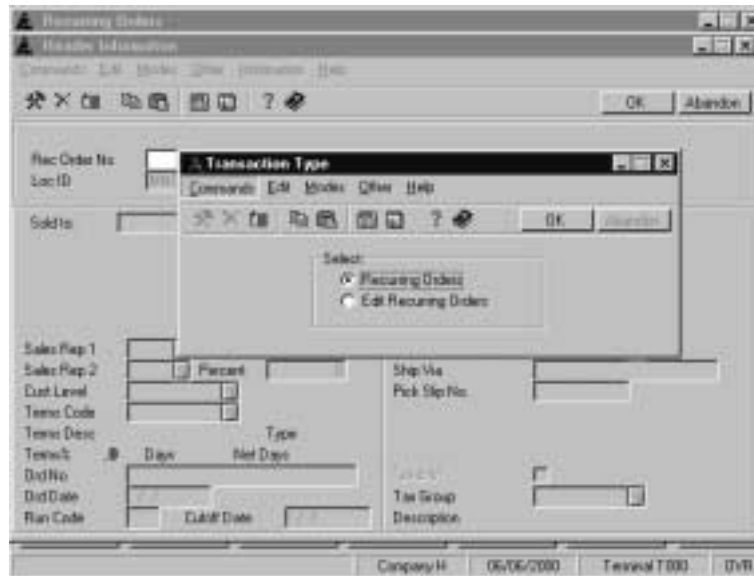 Recurring Orders
Header Information
Commands Edit Modes Other Information Help
OK Abandon
Rec Order No
Loc ID
Sold to
Transaction Type
Commands Edit Modes Other Help
OK Abandon
Select:
Recurring Orders
Edit Recurring Orders
Sales Rep 1
Sales Rep 2 Percent Ship Via
Cust Level Pick Slip No.
Terms Code
Terms Desc Type
Terms% .0 Days Net Days
Ord No
Ord Date Tax Group
Run Code Cutoff Date Description
Company H 06/06/2000 Terminal T000 OVR